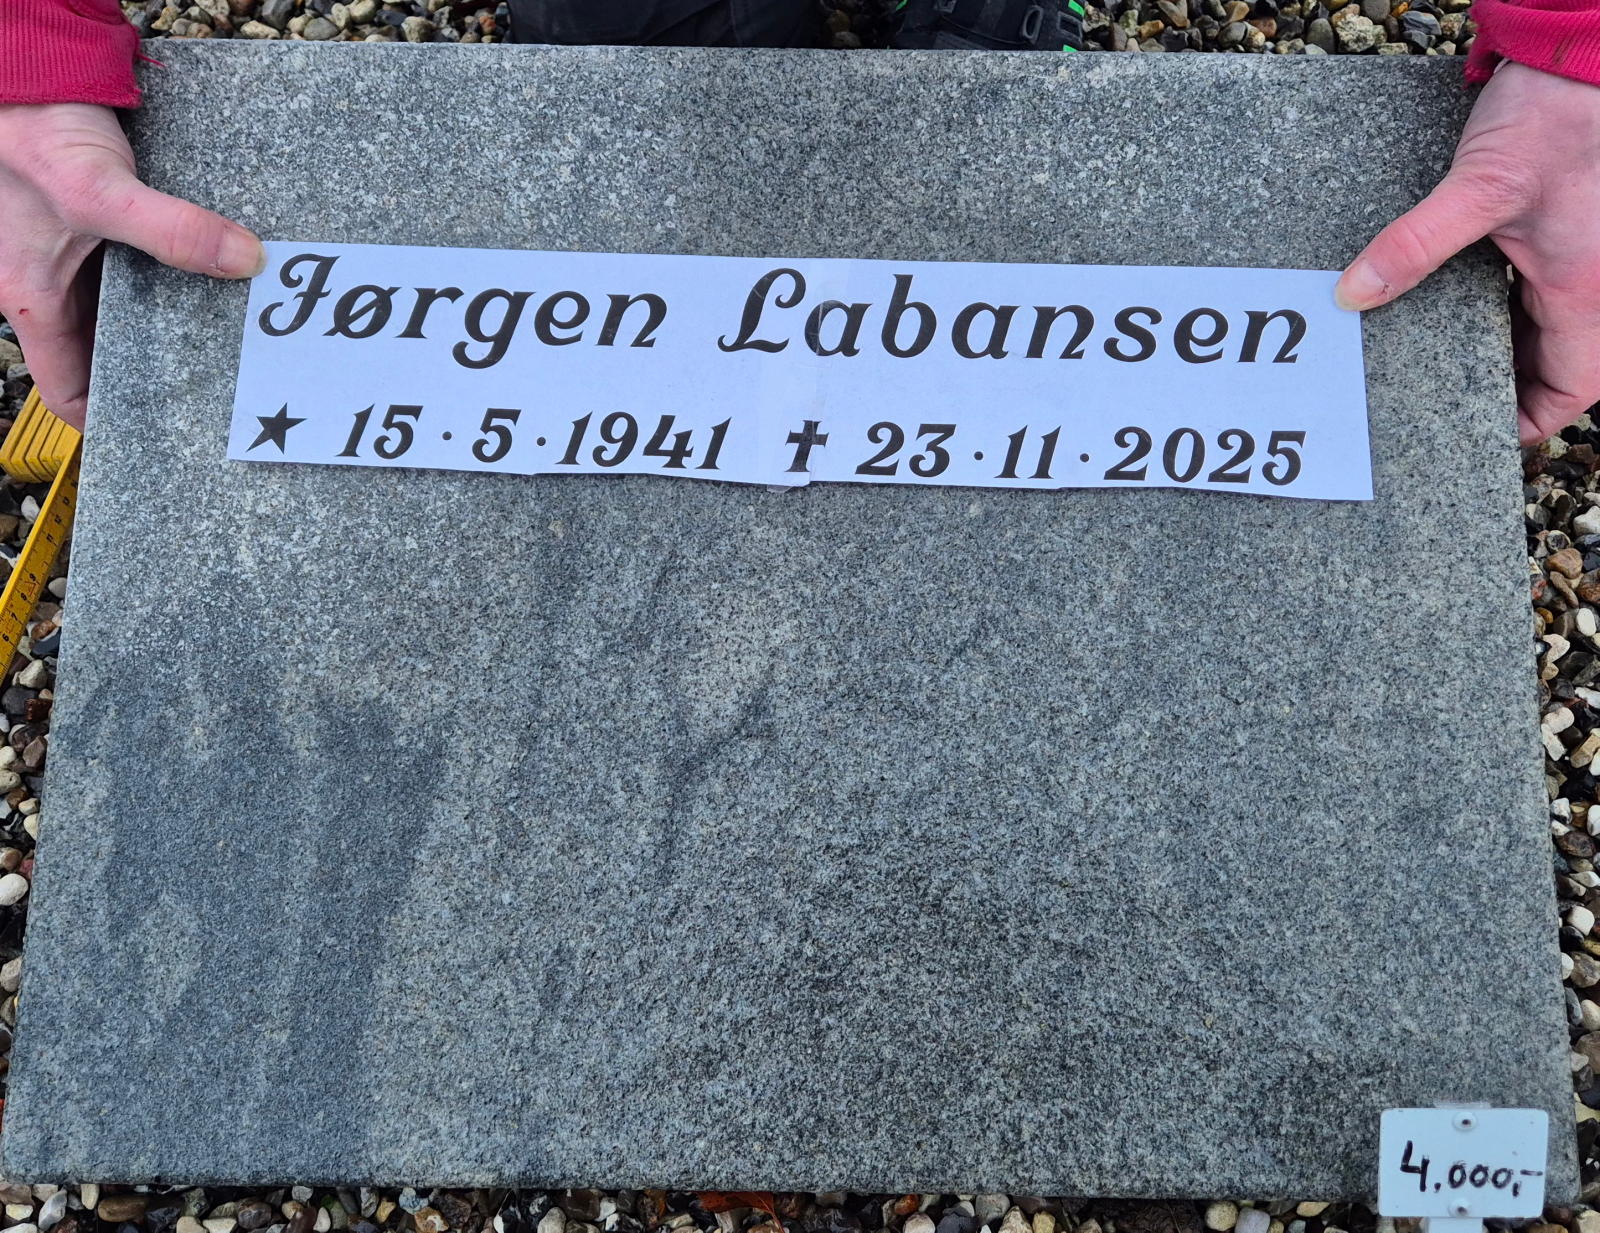 Jørgen Labansen
★ 15·5·1941 ✝ 23·11·2025
4.000,-